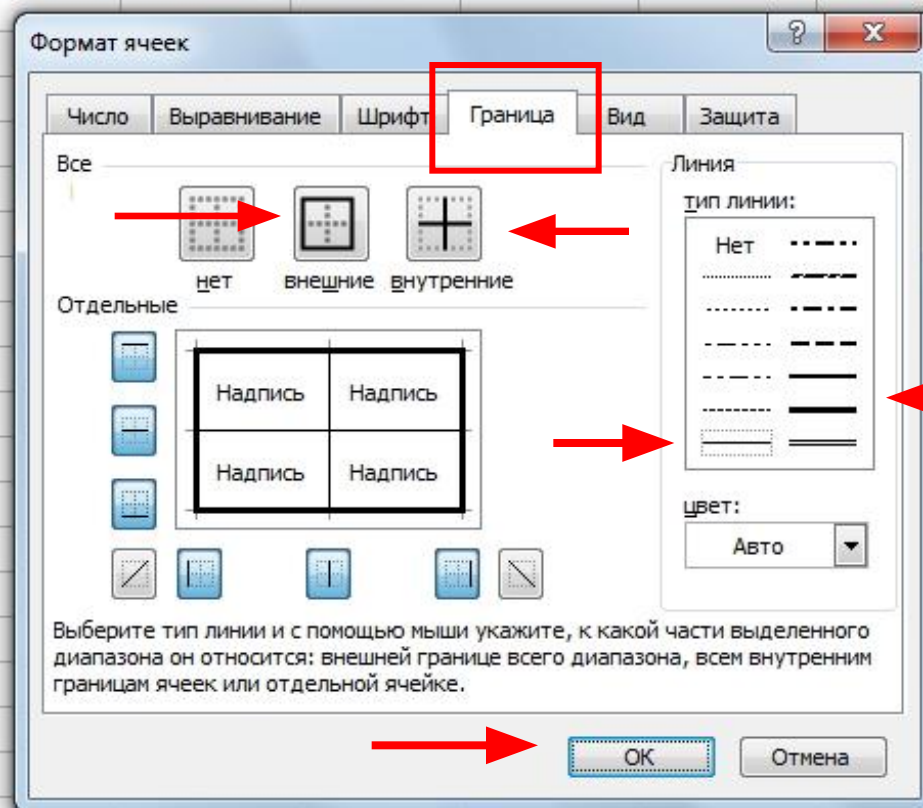 Формат ячеек
Число Выравнивание Шрифт Граница Вид Защита
Все
нет внешние внутренние
Отдельные
Надпись Надпись
Надпись Надпись
Линия
тип линии:
Нет
цвет:
Авто
Выберите тип линии и с помощью мыши укажите, к какой части выделенного
диапазона он относится: внешней границе всего диапазона, всем внутренним
границам ячеек или отдельной ячейке.
ОК Отмена